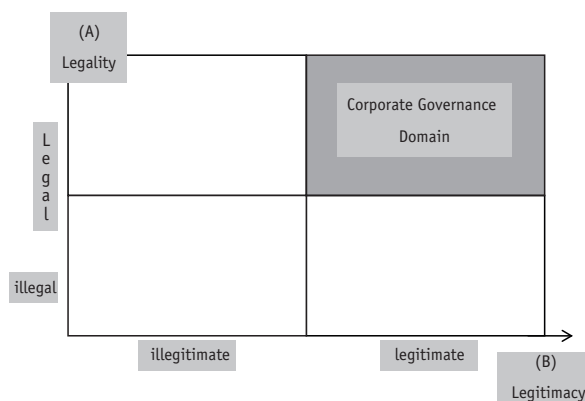 (A)
Legality
Corporate Governance
Domain
L
e
g
a
l
illegal
illegitimate
legitimate
(B)
Legitimacy